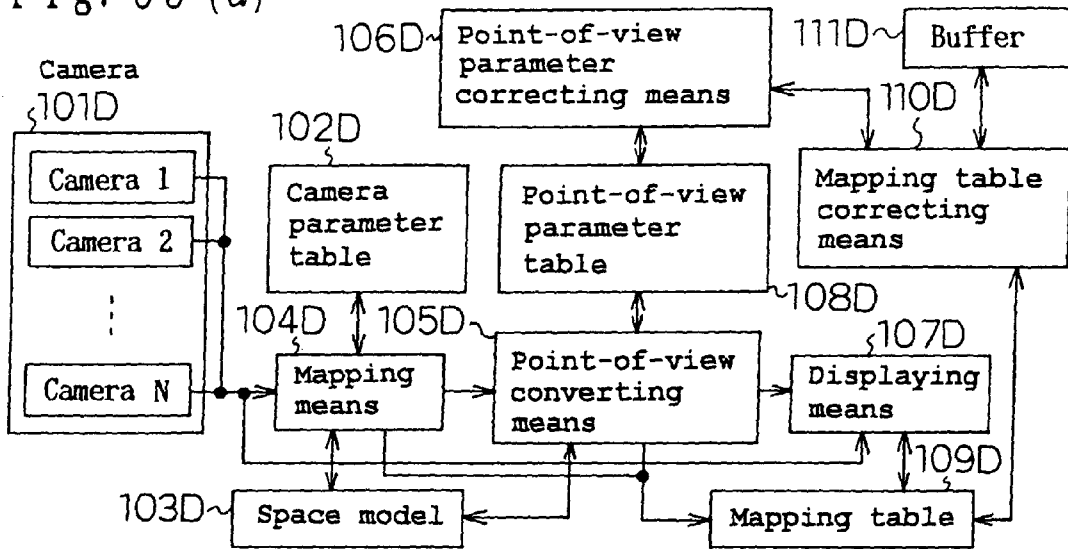 106D
Point-of-view
parameter
correcting means
111D
Buffer
Camera
101D
Camera 1
Camera 2
Camera N
102D
Camera
parameter
table
Point-of-view
parameter
table
108D
110D
Mapping table
correcting
means
104D
Mapping
means
105D
Point-of-view
converting
means
107D
Displaying
means
103D
Space model
109D
Mapping table